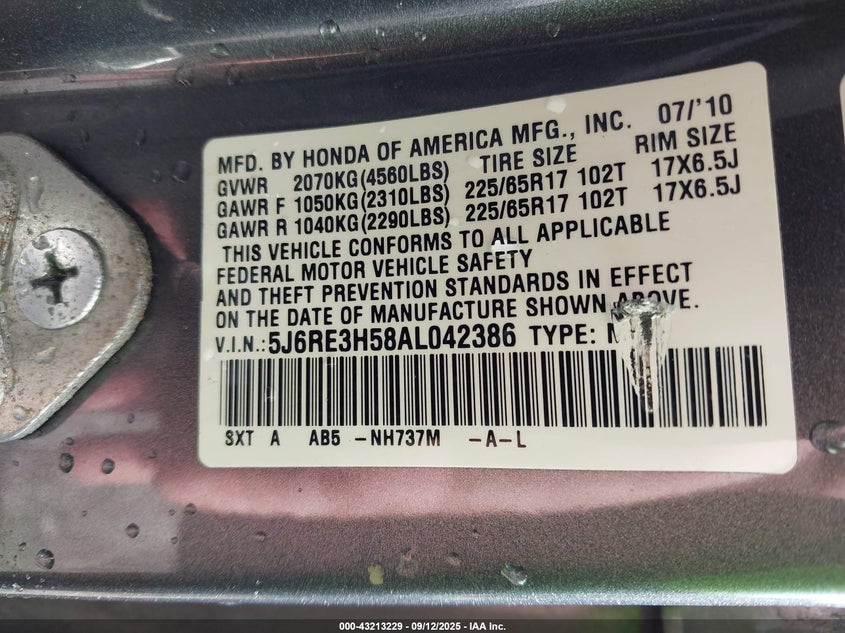 MFD. BY HONDA OF AMERICA MFG., INC. 07/'10
GVWR 2070KG(4560LBS) TIRE SIZE RIM SIZE
GAWR F 1050KG(2310LBS) 225/65R17 102T 17X6.5J
GAWR R 1040KG(2290LBS) 225/65R17 102T 17X6.5J
THIS VEHICLE CONFORMS TO ALL APPLICABLE
FEDERAL MOTOR VEHICLE SAFETY
AND THEFT PREVENTION STANDARDS IN EFFECT
ON THE DATE OF MANUFACTURE SHOWN ABOVE.
V.I.N.:5J6RE3H58AL042386 TYPE:
SXT A AB5 -NH737M -A-L
000-43213229 - 09/12/2025 - IAA Inc.